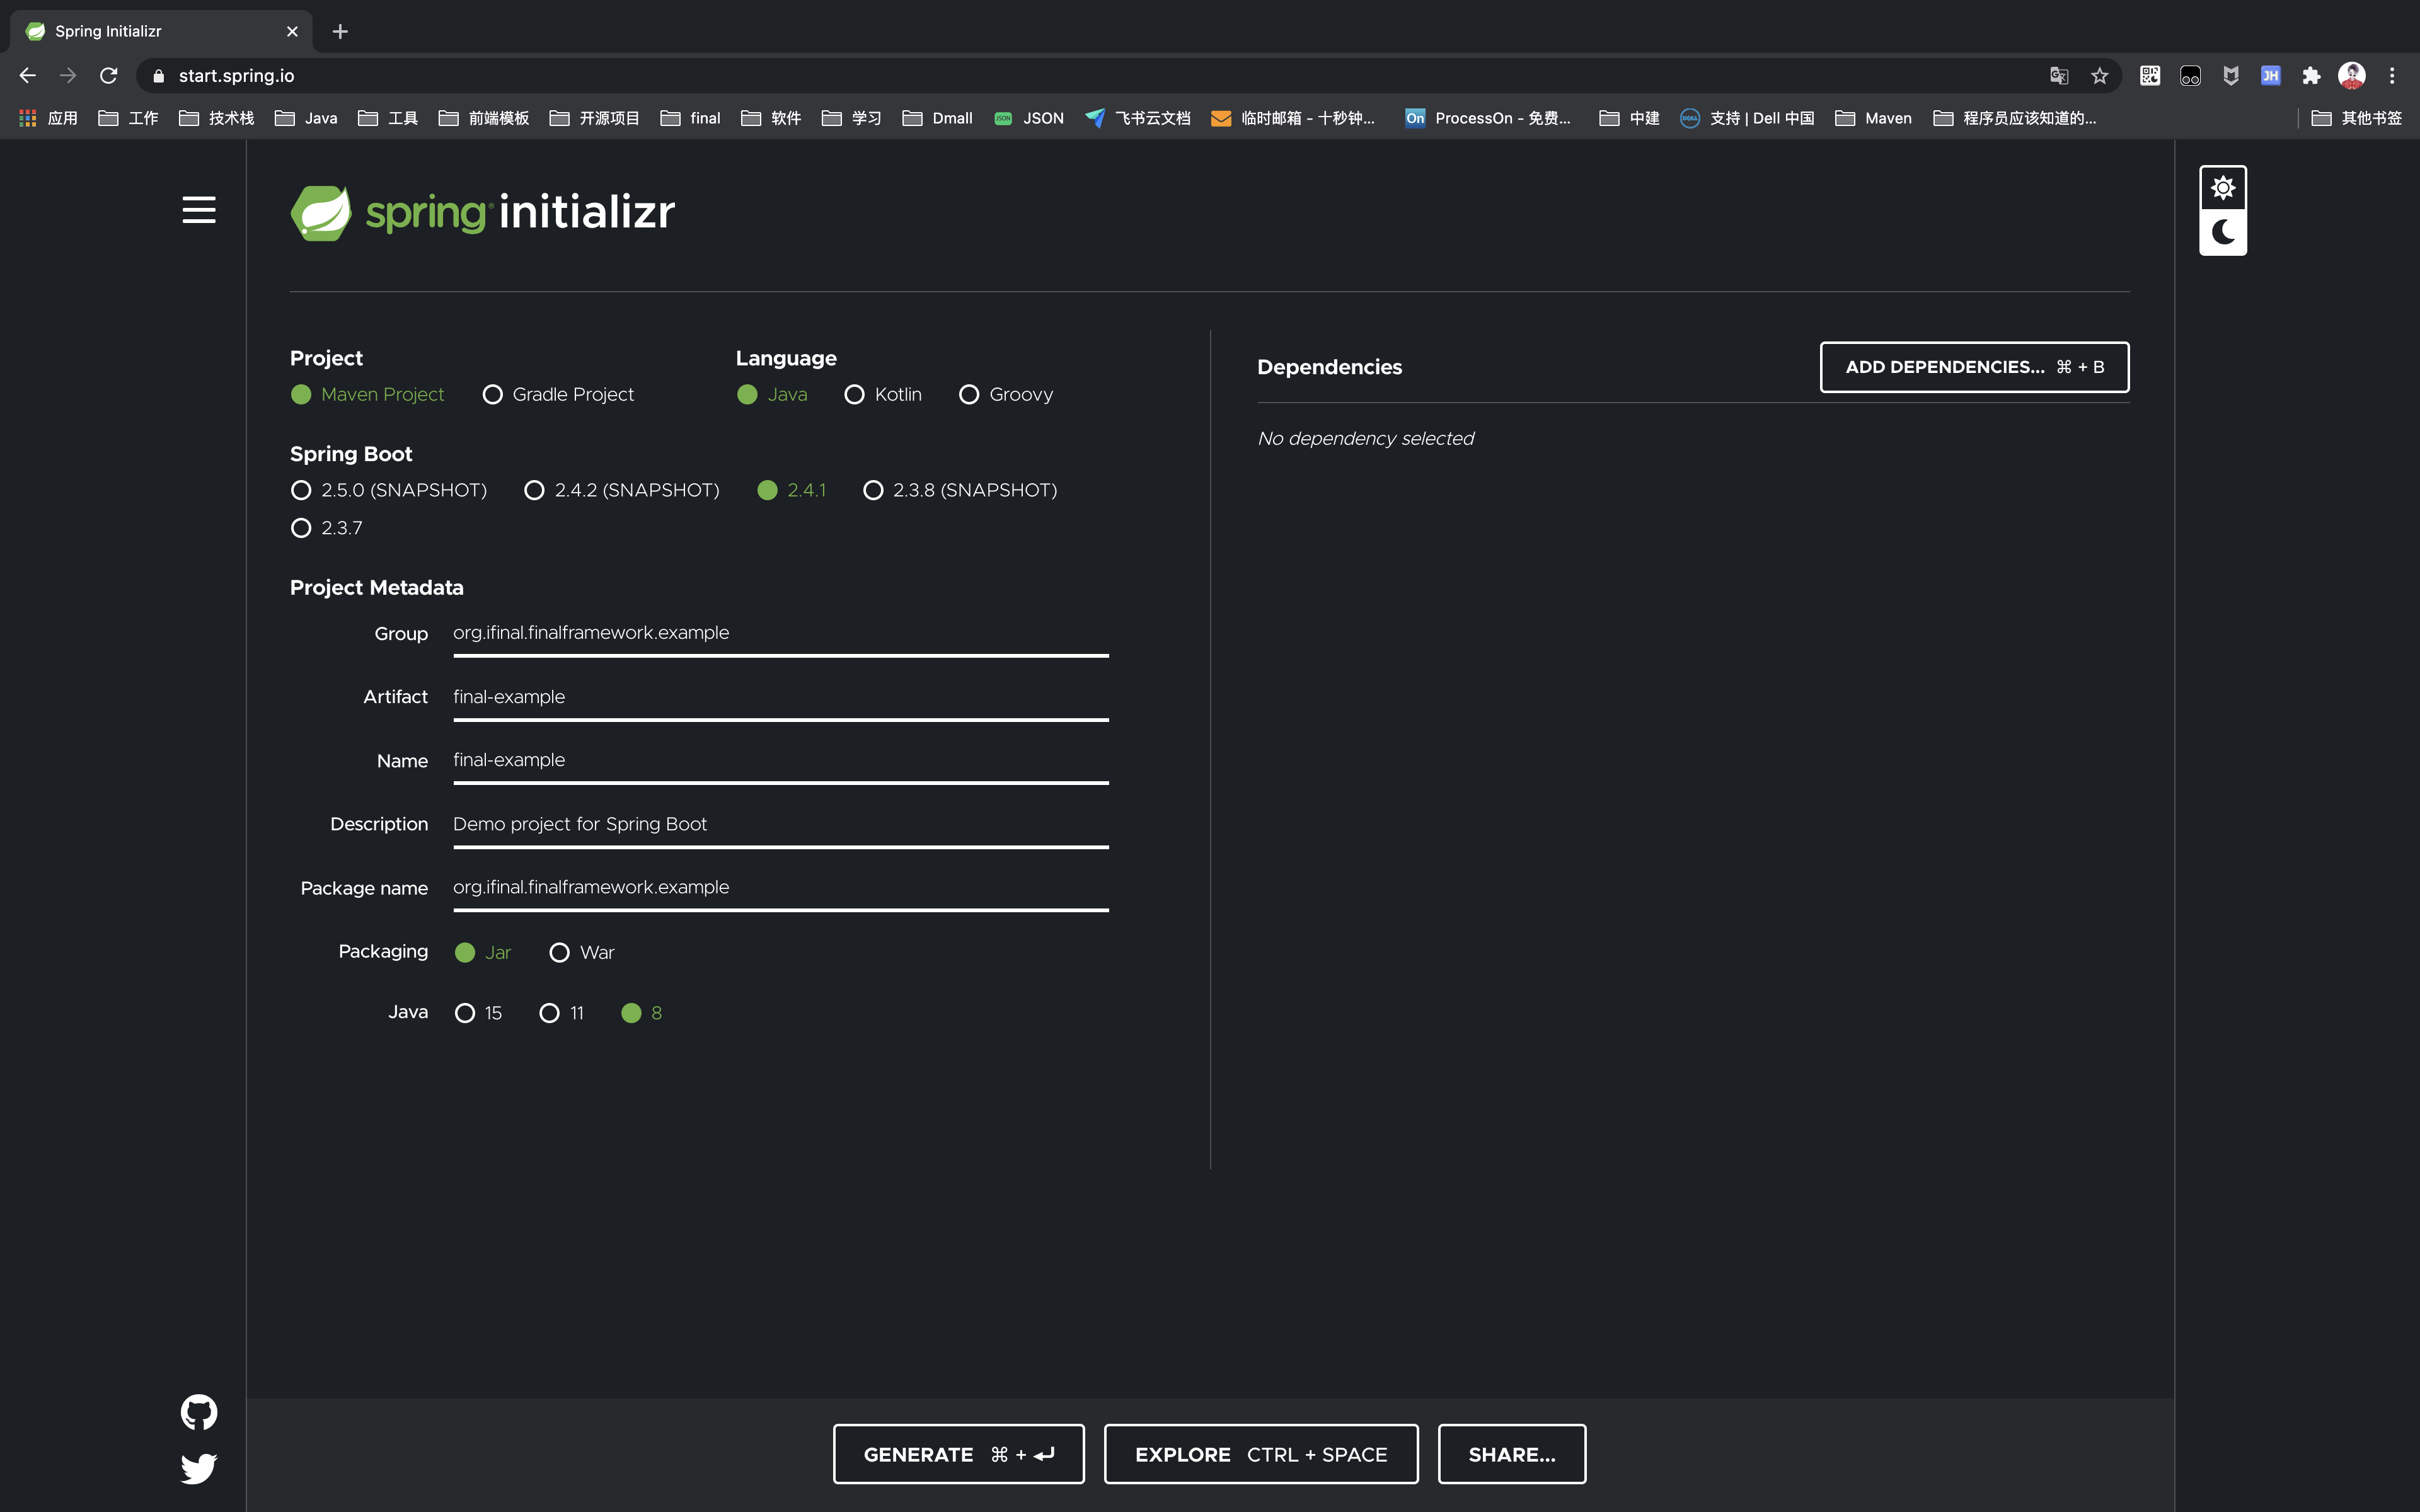 Spring Initializr
start.spring.io
应用 工作 技术栈 Java 工具 前端模板 开源项目 final 软件 学习 Dmall JSON JSON 飞书云文档 临时邮箱 - 十秒钟... On ProcessOn - 免费... 中建 DELL 支持 | Dell 中国 Maven 程序员应该知道的... 其他书签
JH
spring initializr
Project
Maven Project Gradle Project
Language
Java Kotlin Groovy
Spring Boot
2.5.0 (SNAPSHOT) 2.4.2 (SNAPSHOT) 2.4.1 2.3.8 (SNAPSHOT)
2.3.7
Project Metadata
Group org.ifinal.finalframework.example
Artifact final-example
Name final-example
Description Demo project for Spring Boot
Package name org.ifinal.finalframework.example
Packaging Jar War
Java 15 11 8
Dependencies ADD DEPENDENCIES... ⌘ + B
No dependency selected
GENERATE ⌘ + ⏎ EXPLORE CTRL + SPACE SHARE...